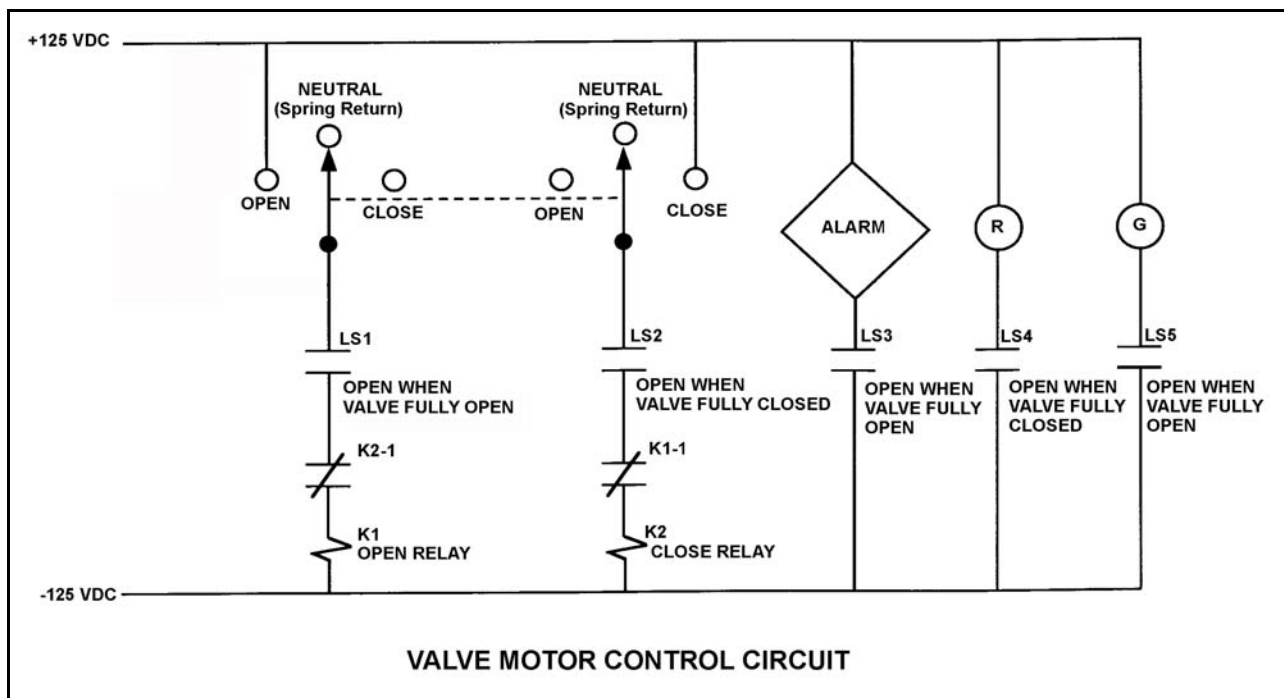 +125 VDC
NEUTRAL
(Spring Return)
NEUTRAL
(Spring Return)
OPEN
CLOSE
OPEN
CLOSE
ALARM
R
G
LS1
OPEN WHEN
VALVE FULLY OPEN
LS2
OPEN WHEN
VALVE FULLY CLOSED
LS3
OPEN WHEN
VALVE FULLY
OPEN
LS4
OPEN WHEN
VALVE FULLY
CLOSED
LS5
OPEN WHEN
VALVE FULLY
OPEN
K2-1
K1-1
K1
OPEN RELAY
K2
CLOSE RELAY
-125 VDC
VALVE MOTOR CONTROL CIRCUIT